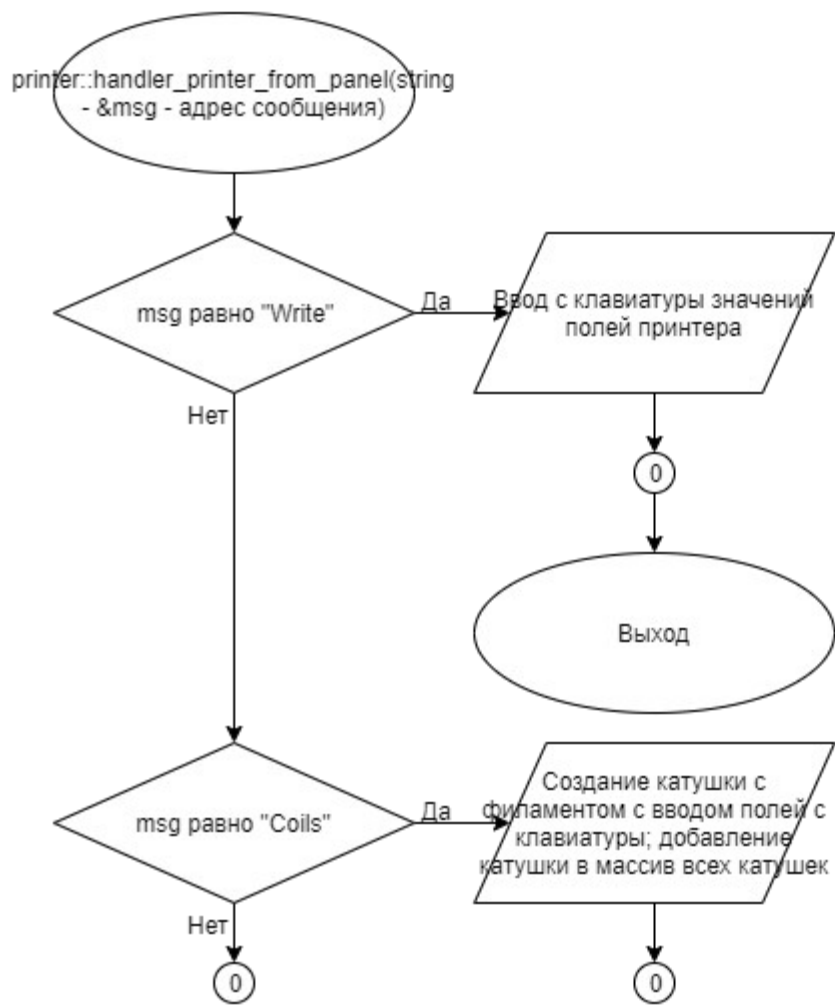 printer::handler_printer_from_panel(string
- &msg - адрес сообщения)
msg равно "Write"
Да
Ввод с клавиатуры значений
полей принтера
Нет
0
Выход
msg равно "Coils"
Да
Создание катушки с
филаментом с вводом полей с
клавиатуры; добавление
катушки в массив всех катушек
Нет
0
0